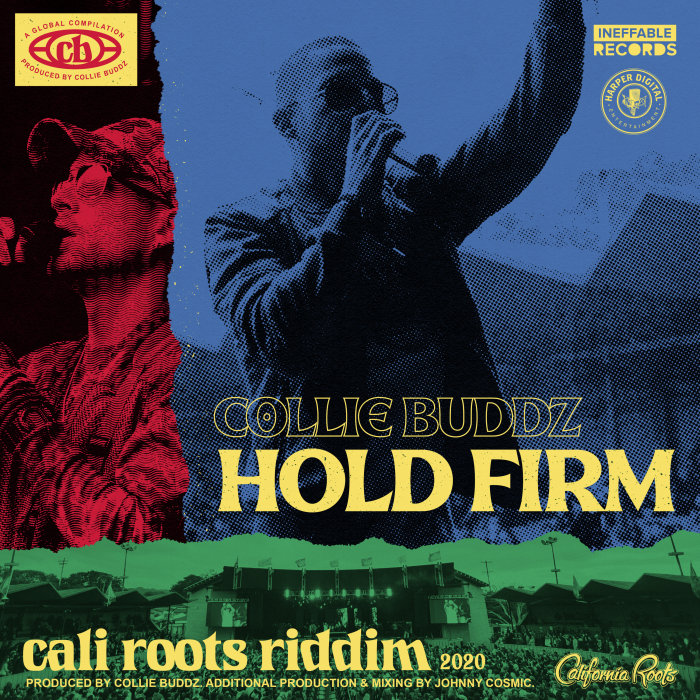 A GLOBAL COMPILATION
cb
PRODUCED BY COLLIE BUDDZ
INEFFABLE
RECORDS
HARPER DIGITAL
ENTERTAINMENT
COLLIE BUDDZ
HOLD FIRM
cali roots riddim 2020
PRODUCED BY COLLIE BUDDZ. ADDITIONAL PRODUCTION & MIXING BY JOHNNY COSMIC.
California Roots